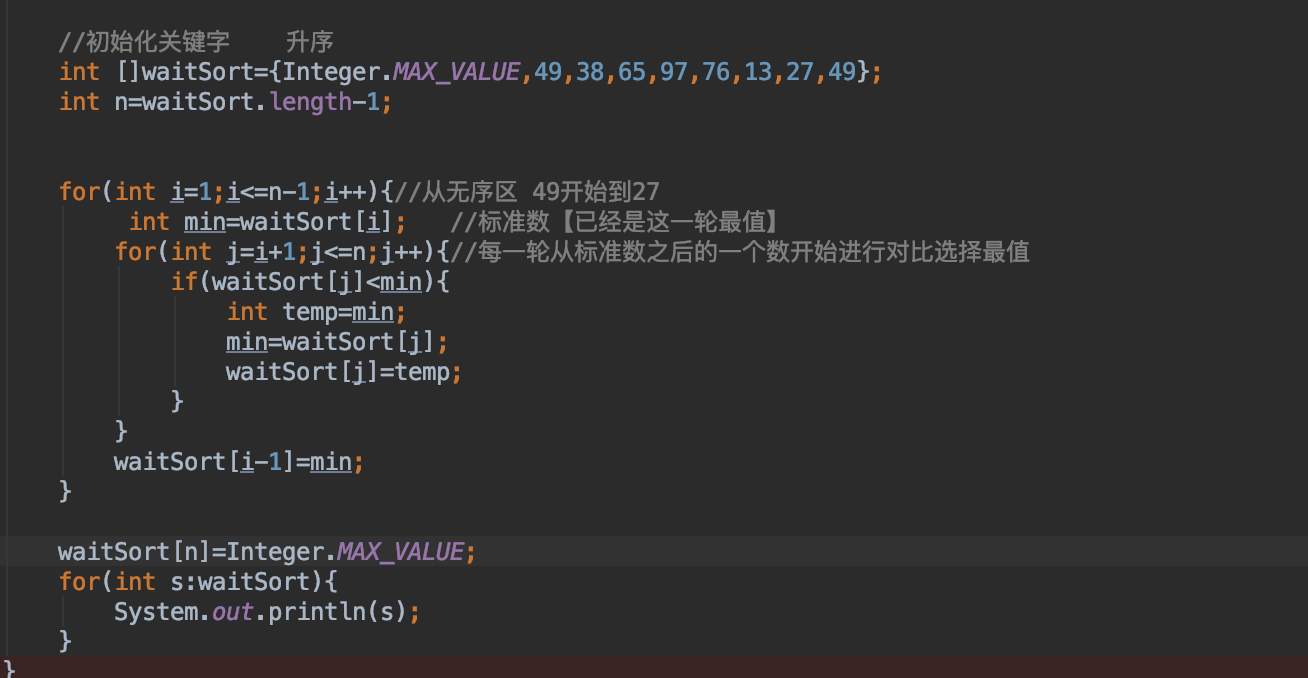 //初始化关键字    升序
int []waitSort={Integer.MAX_VALUE,49,38,65,97,76,13,27,49};
int n=waitSort.length-1;
for(int i=1;i<=n-1;i++){//从无序区 49开始到27
int min=waitSort[i];   //标准数【已经是这一轮最值】
for(int j=i+1;j<=n;j++){//每一轮从标准数之后的一个数开始进行对比选择最值
if(waitSort[j]<min){
int temp=min;
min=waitSort[j];
waitSort[j]=temp;
}
}
waitSort[i-1]=min;
}
waitSort[n]=Integer.MAX_VALUE;
for(int s:waitSort){
System.out.println(s);
}
}